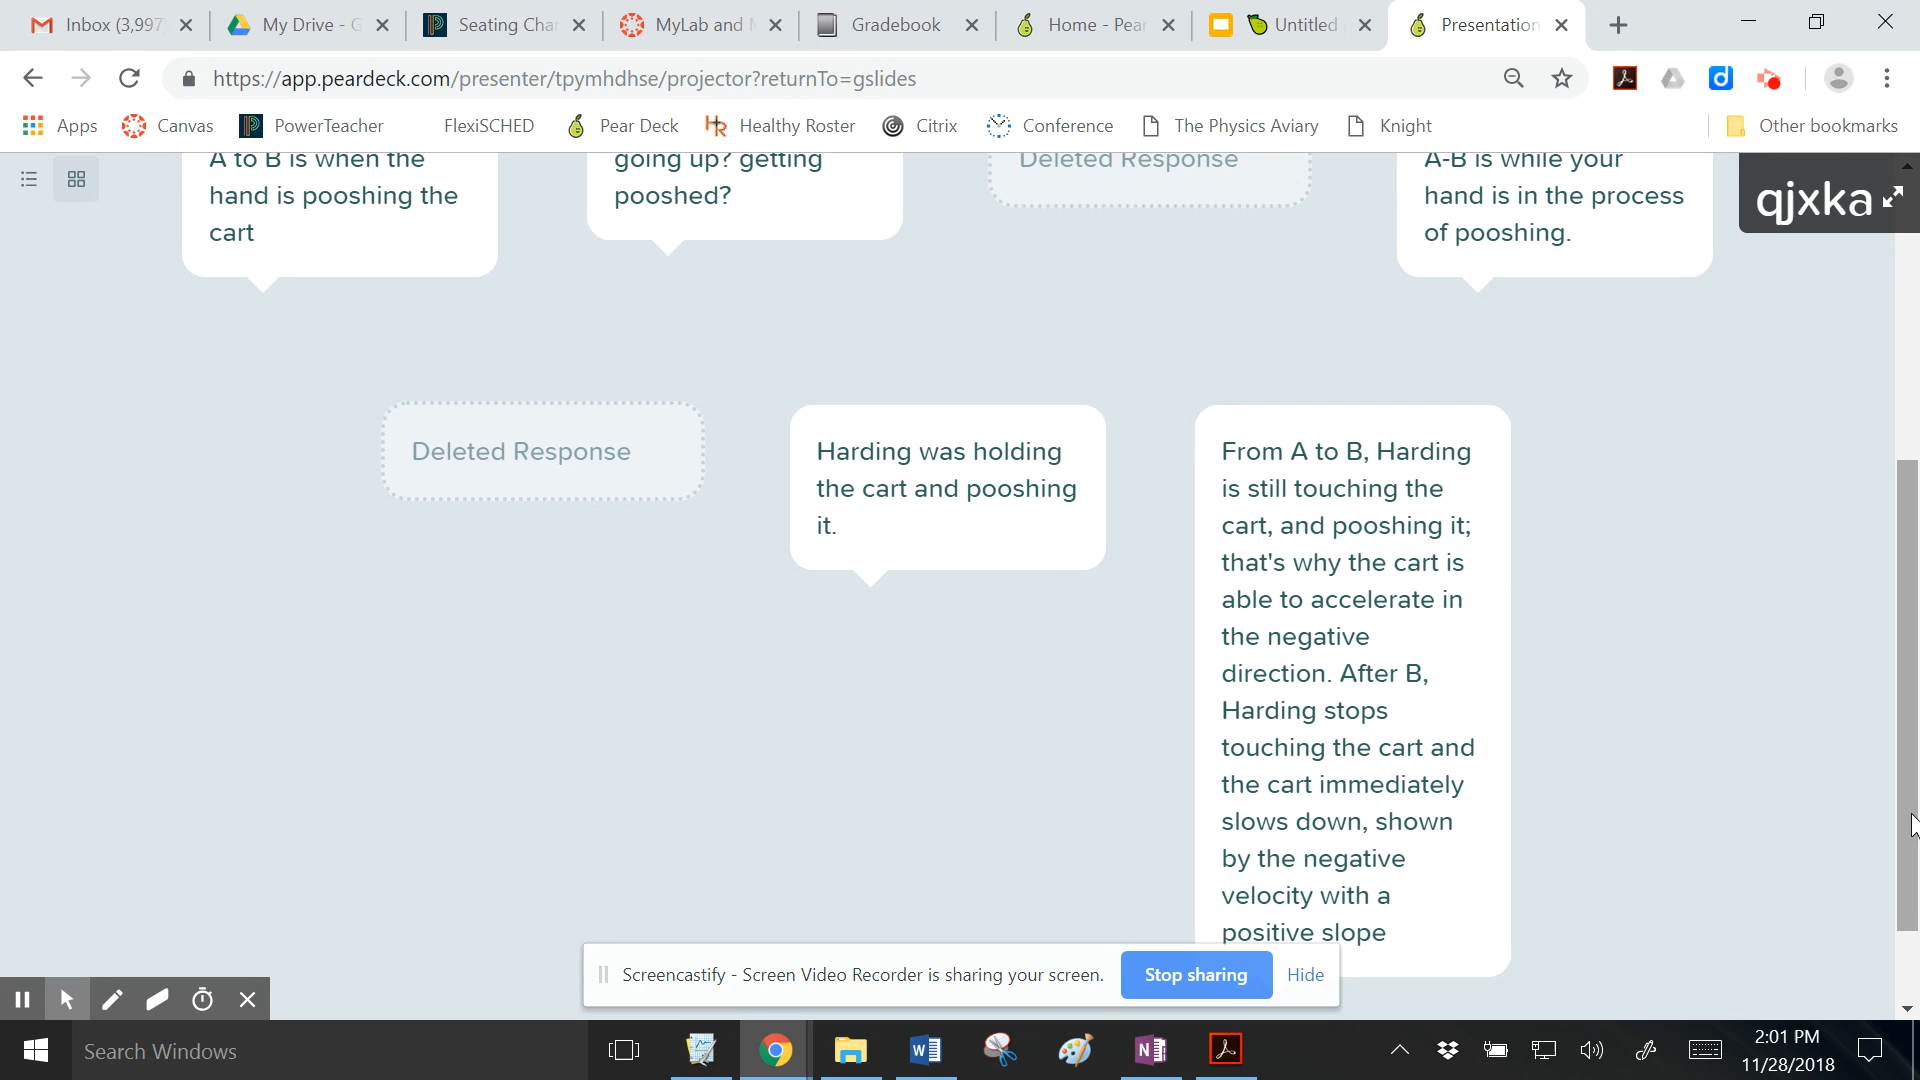 Inbox (3,997
My Drive - G
Seating Char
MyLab and M
Gradebook
Home - Pear
Untitled
Presentation
https://app.peardeck.com/presenter/tpymhdhse/projector?returnTo=gslides
Apps
Canvas
PowerTeacher
FlexiSCHED
Pear Deck
Healthy Roster
Citrix
Conference
The Physics Aviary
Knight
Other bookmarks
A to B is when the
hand is pooshing the
cart
going up? getting
pooshed?
Deleted Response
A-B is while your
hand is in the process
of pooshing.
qjxka
Deleted Response
Harding was holding
the cart and pooshing
it.
From A to B, Harding
is still touching the
cart, and pooshing it;
that's why the cart is
able to accelerate in
the negative
direction. After B,
Harding stops
touching the cart and
the cart immediately
slows down, shown
by the negative
velocity with a
positive slope
Screencastify - Screen Video Recorder is sharing your screen.
Stop sharing
Hide
Search Windows
2:01 PM
11/28/2018